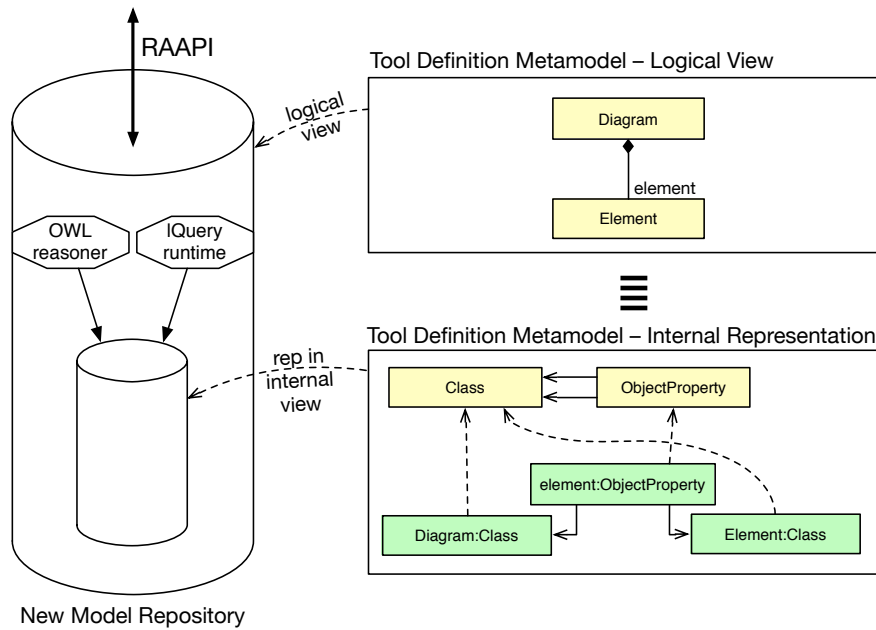 RAAPI
Tool Definition Metamodel – Logical View
logical
view
Diagram
element
Element
OWL
reasoner
IQuery
runtime
Tool Definition Metamodel – Internal Representation
rep in
internal
view
Class
ObjectProperty
element:ObjectProperty
Diagram:Class
Element:Class
New Model Repository